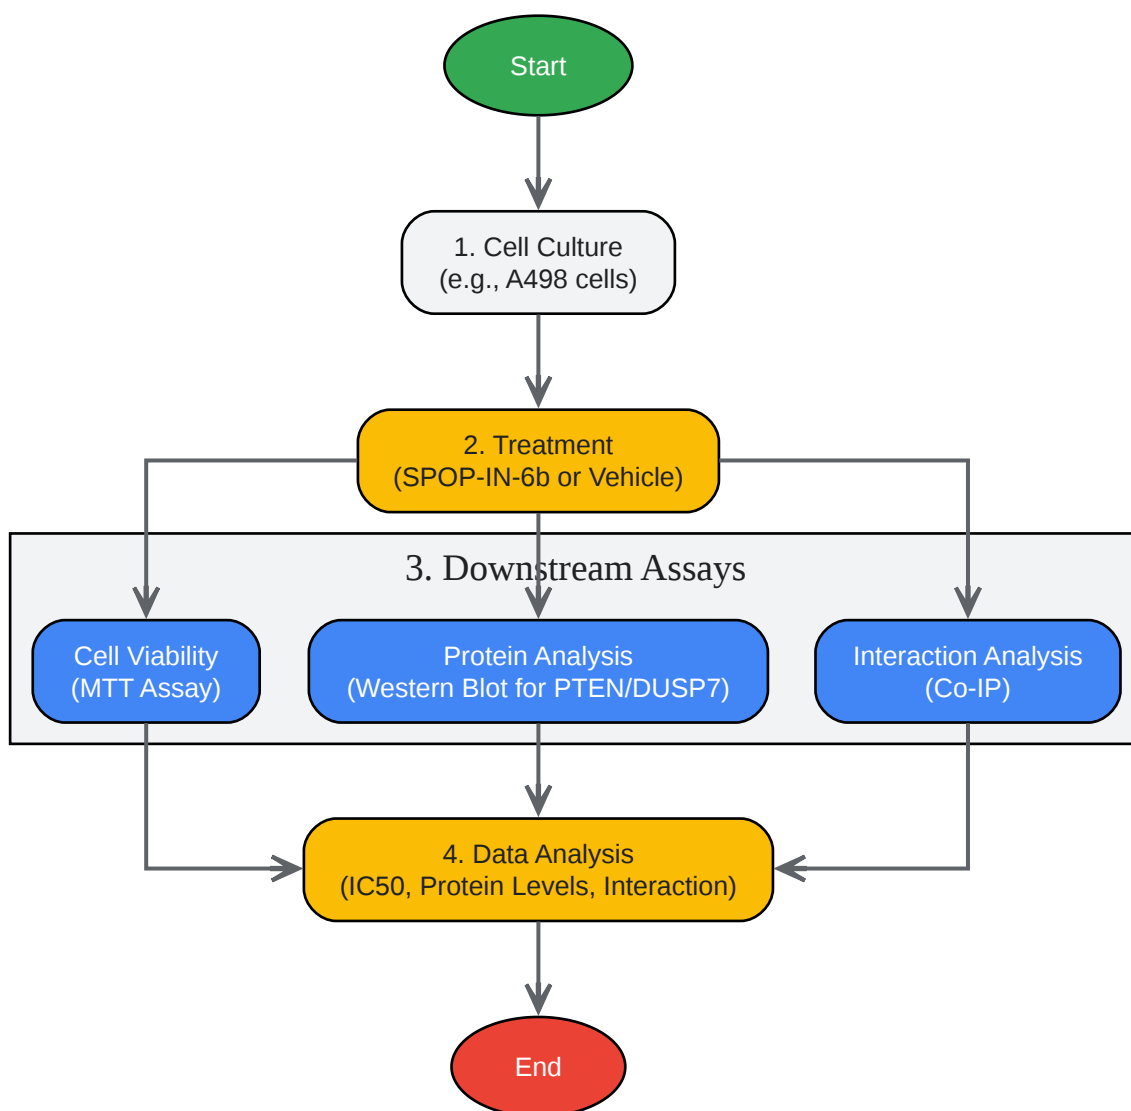 Start
1. Cell Culture
(e.g., A498 cells)
2. Treatment
(SPOP-IN-6b or Vehicle)
3. Downstream Assays
Cell Viability
(MTT Assay)
Protein Analysis
(Western Blot for PTEN/DUSP7)
Interaction Analysis
(Co-IP)
4. Data Analysis
(IC50, Protein Levels, Interaction)
End